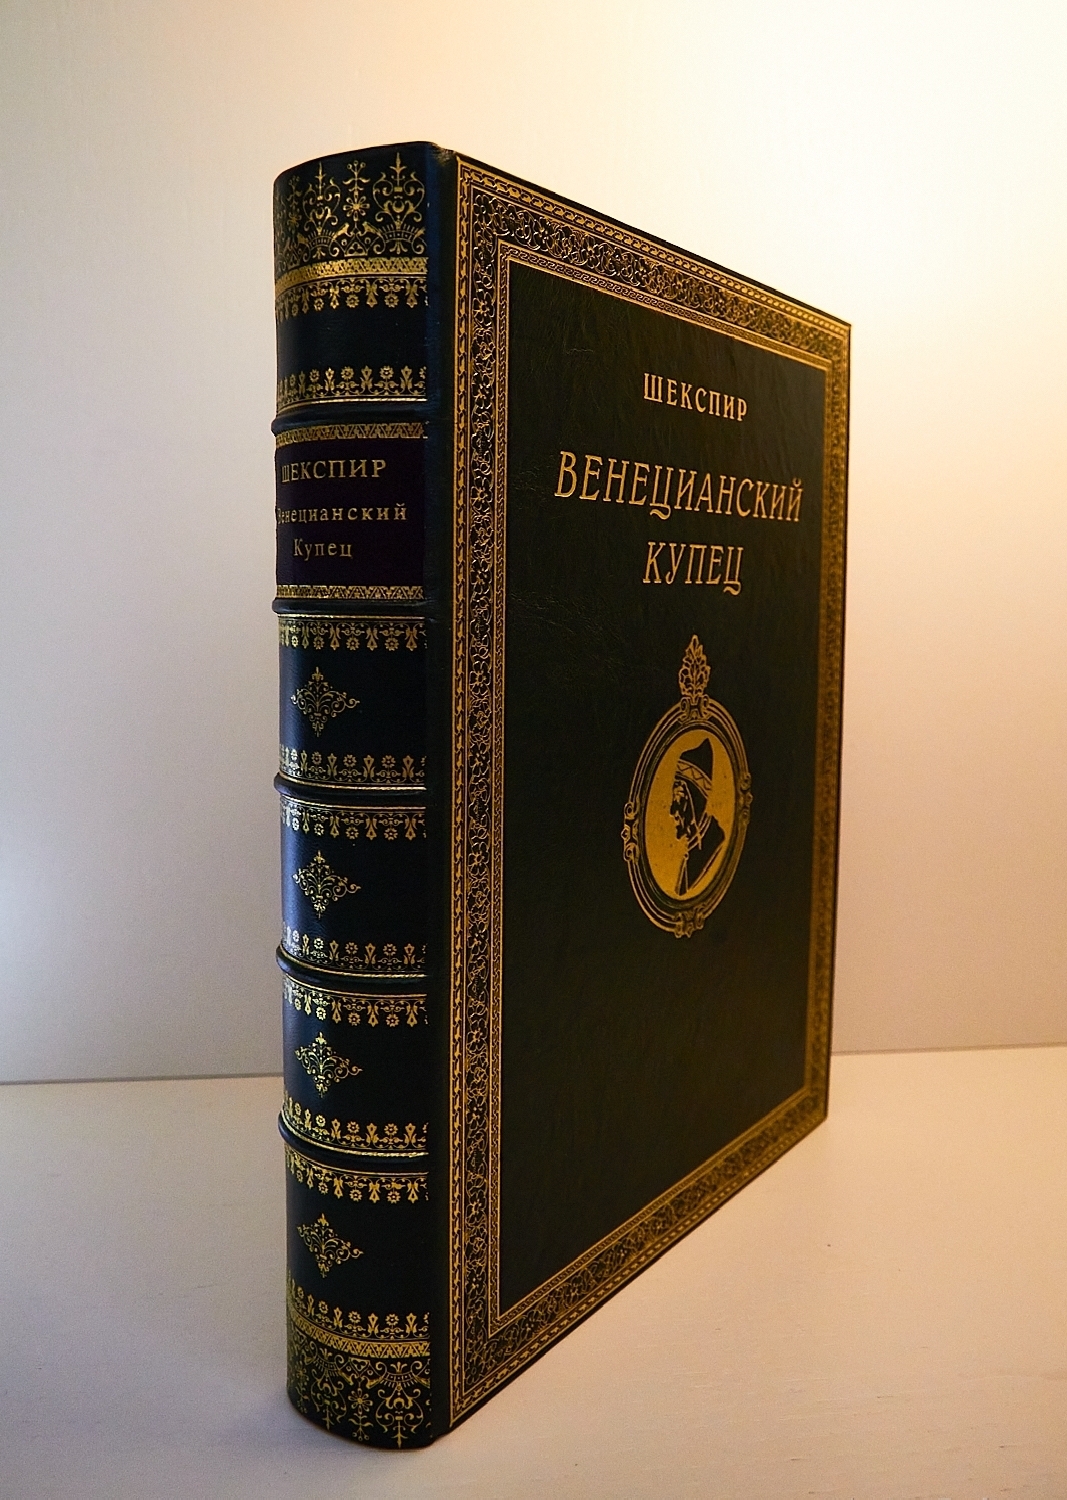 ШЕКСПИР
Венецианский
Купец
ШЕКСПИР
ВЕНЕЦИАНСКИЙ
КУПЕЦ